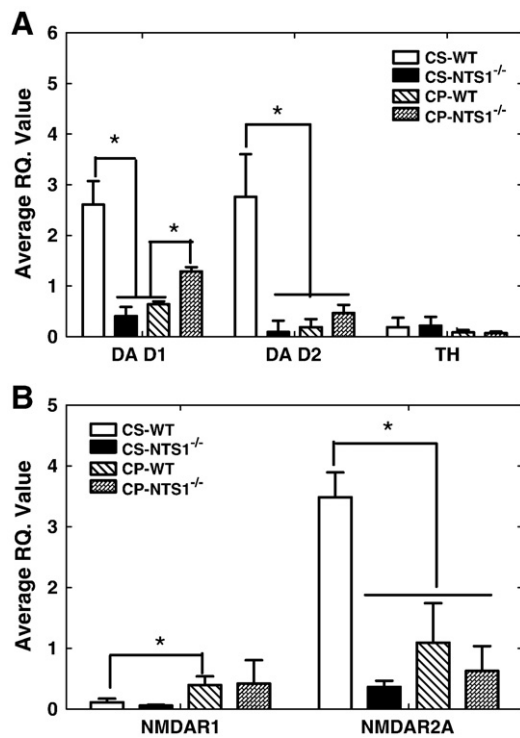 A
6
5
4
3
2
1
0
Average RQ. Value
CS-WT
CS-NTS1-/-
CP-WT
CP-NTS1-/-
*
*
*
DA D1 DA D2 TH
B
5
4
3
2
1
0
Average RQ. Value
CS-WT
CS-NTS1-/-
CP-WT
CP-NTS1-/-
*
*
NMDAR1 NMDAR2A